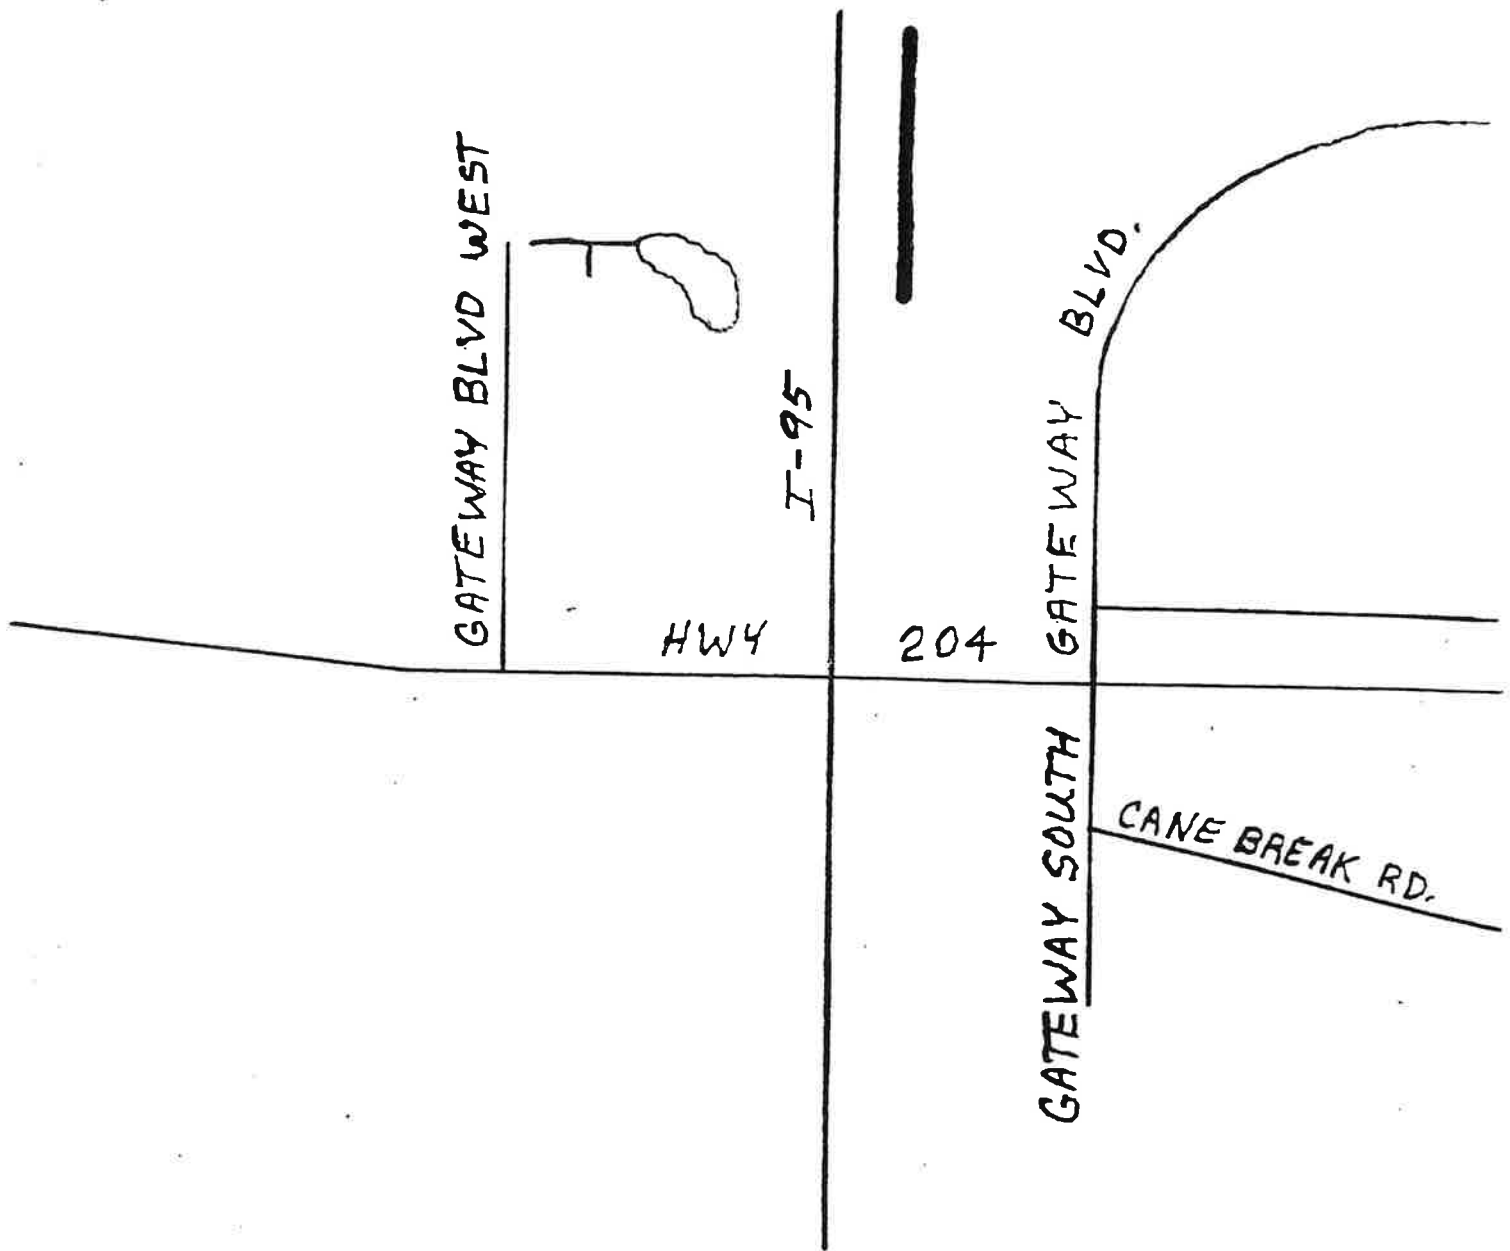 GATEWAY BLVD WEST
I-95
GATEWAY BLVD.
HWY 204
GATEWAY SOUTH
CANE BREAK RD.